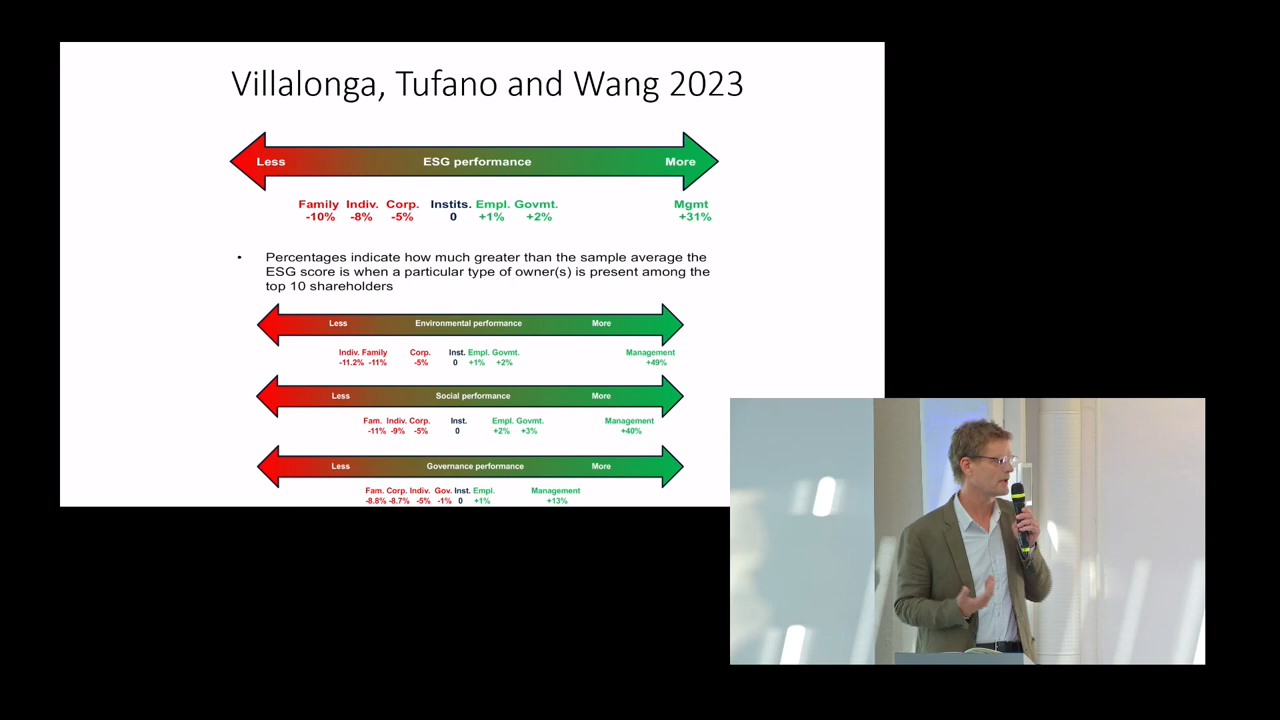 Villalonga, Tufano and Wang 2023
Less ESG performance More
Family Indiv. Corp. Instits. Empl. Govmt. Mgmt
-10% -8% -5% 0 +1% +2% +31%
• Percentages indicate how much greater than the sample average the
ESG score is when a particular type of owner(s) is present among the
top 10 shareholders
Less Environmental performance More
Indiv. Family Corp. Inst. Empl. Govmt. Management
-11.2% -11% -5% 0 +1% +2% +49%
Less Social performance More
Fam. Indiv. Corp. Inst. Empl. Govmt. Management
-11% -9% -5% 0 +2% +3% +40%
Less Governance performance More
Fam. Corp. Indiv. Gov. Inst. Empl. Management
-8.8% -8.7% -5% -1% 0 +1% +13%